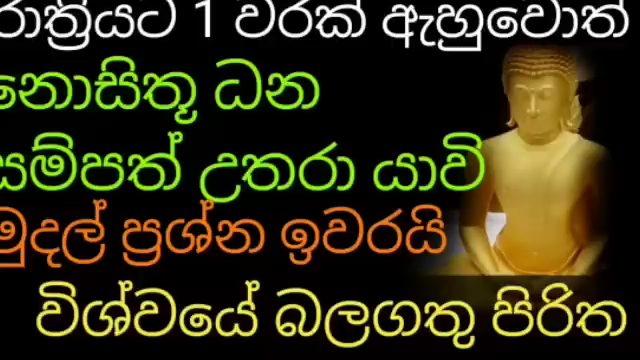 රාත්‍රියට 1 වරක් ඇහුවොත්
නොසිතූ ධන
සම්පත් උතරා යාවි
මුදල් ප්‍රශ්න ඉවරයි
විශ්වයේ බලගතු පිරිත